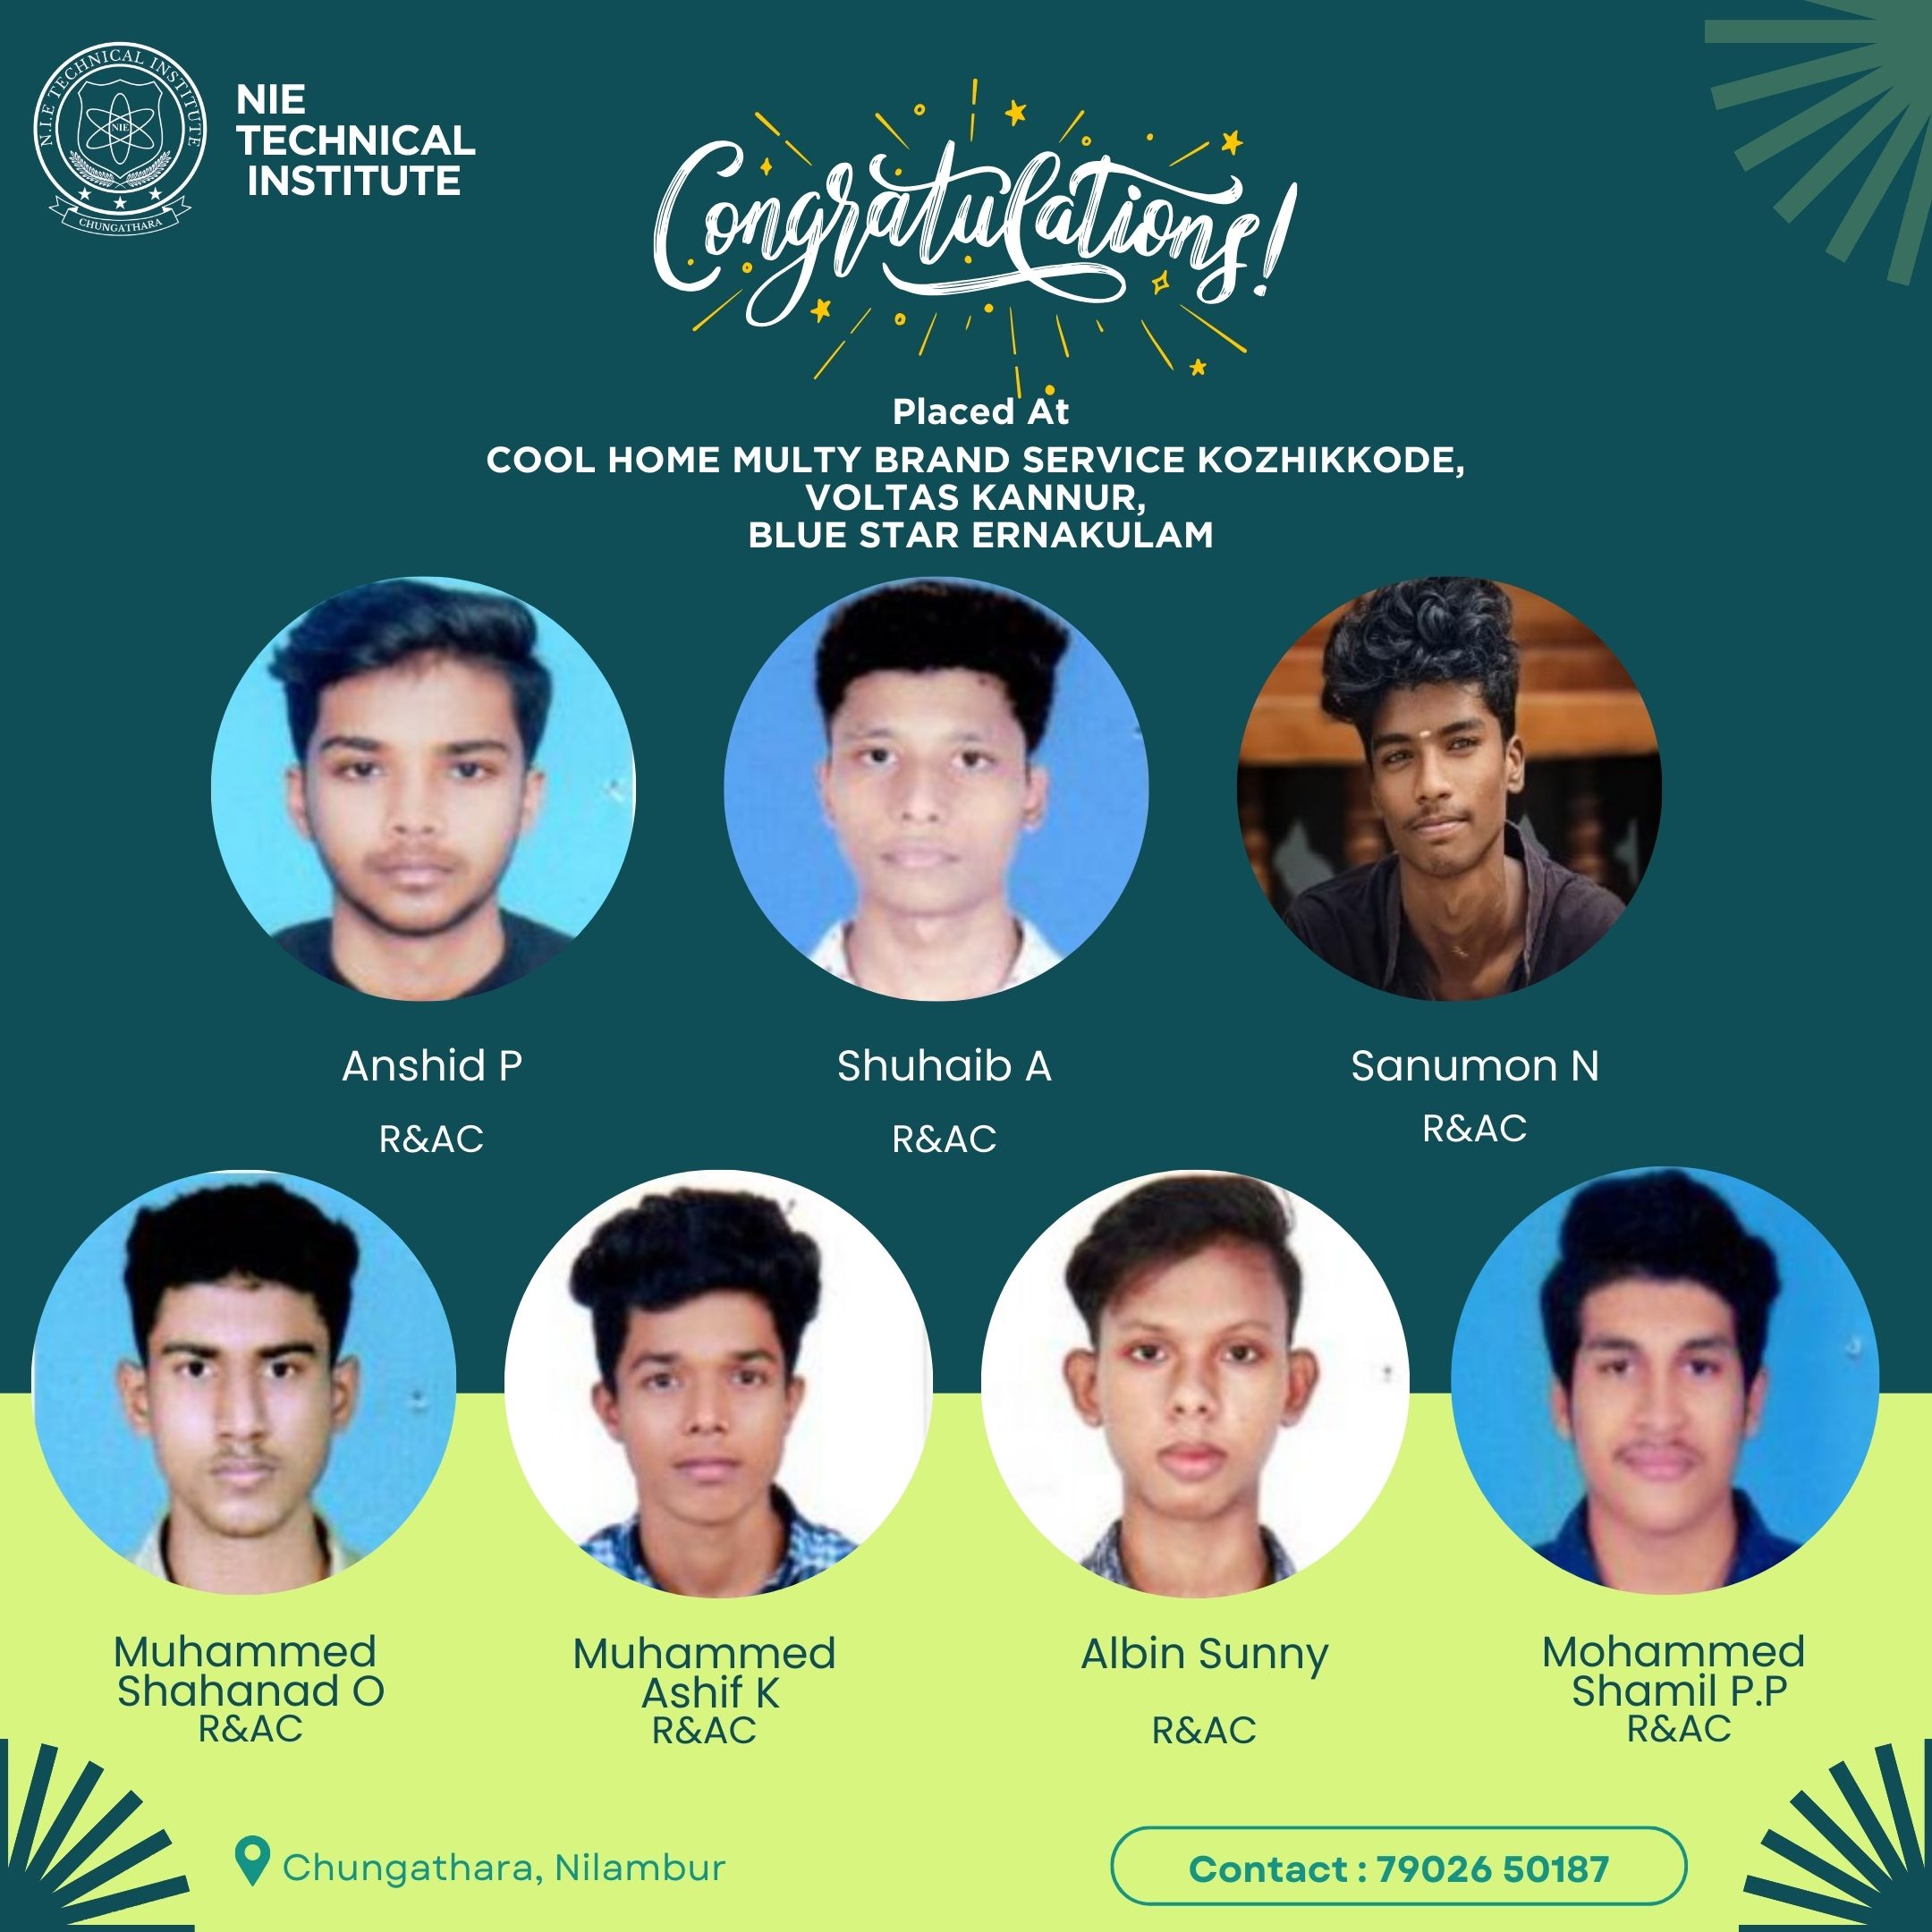 N.I.E TECHNICAL INSTITUTE
NIE
CHUNGATHARA
NIE
TECHNICAL
INSTITUTE
Congratulations!
Placed At
COOL HOME MULTY BRAND SERVICE KOZHIKKODE,
VOLTAS KANNUR,
BLUE STAR ERNAKULAM
Anshid P
R&AC
Shuhaib A
R&AC
Sanumon N
R&AC
Muhammed
Shahanad O
R&AC
Muhammed
Ashif K
R&AC
Albin Sunny
R&AC
Mohammed
Shamil P.P
R&AC
Chungathara, Nilambur
Contact : 79026 50187